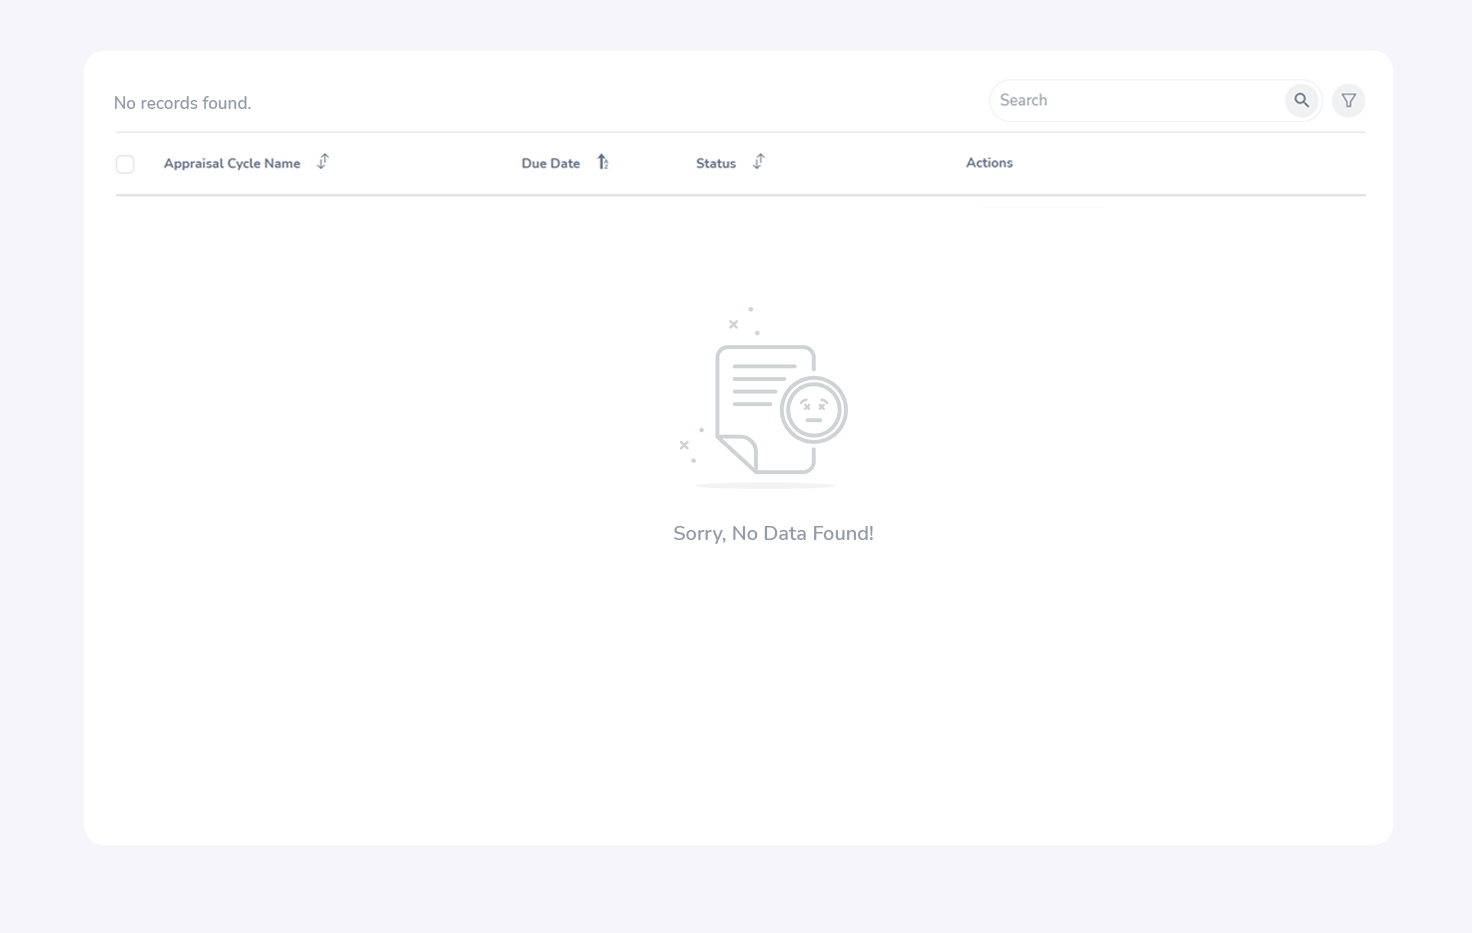 No records found.
Search
Appraisal Cycle Name
Due Date
Status
Actions
Sorry, No Data Found!